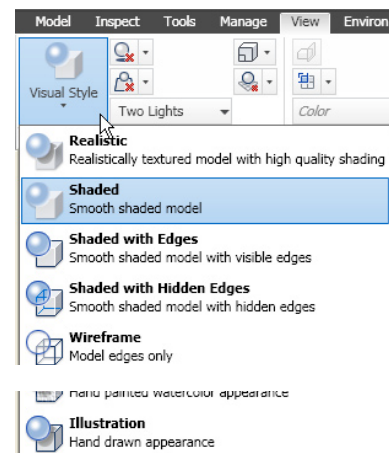 Model Inspect Tools Manage View Environ
Visual Style
Two Lights
Color
Realistic
Realistically textured model with high quality shading
Shaded
Smooth shaded model
Shaded with Edges
Smooth shaded model with visible edges
Shaded with Hidden Edges
Smooth shaded model with hidden edges
Wireframe
Model edges only
Hand painted watercolor appearance
Illustration
Hand drawn appearance